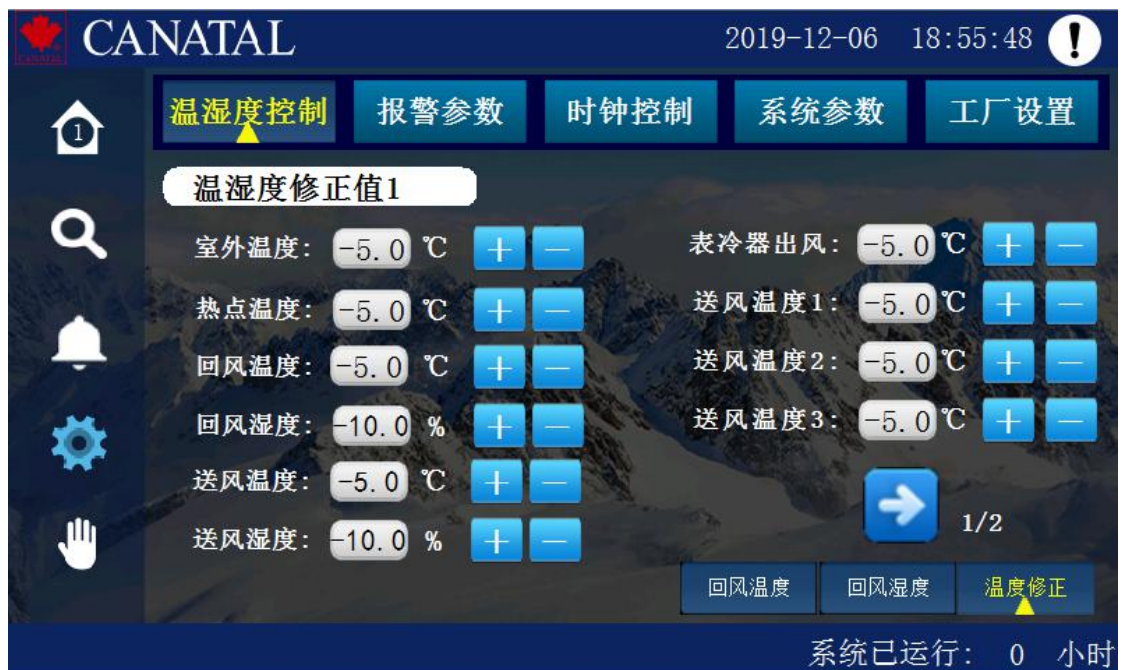 CANATAL 2019-12-06 18:55:48
温湿度控制 报警参数 时钟控制 系统参数 工厂设置
1
温湿度修正值1
室外温度: -5.0 ℃ + −
热点温度: -5.0 ℃ + −
回风温度: -5.0 ℃ + −
回风湿度: -10.0 % + −
送风温度: -5.0 ℃ + −
送风湿度: -10.0 % + −
表冷器出风: -5.0 ℃ + −
送风温度1: -5.0 ℃ + −
送风温度2: -5.0 ℃ + −
送风温度3: -5.0 ℃ + −
1/2
回风温度 回风湿度 温度修正
系统已运行: 0 小时